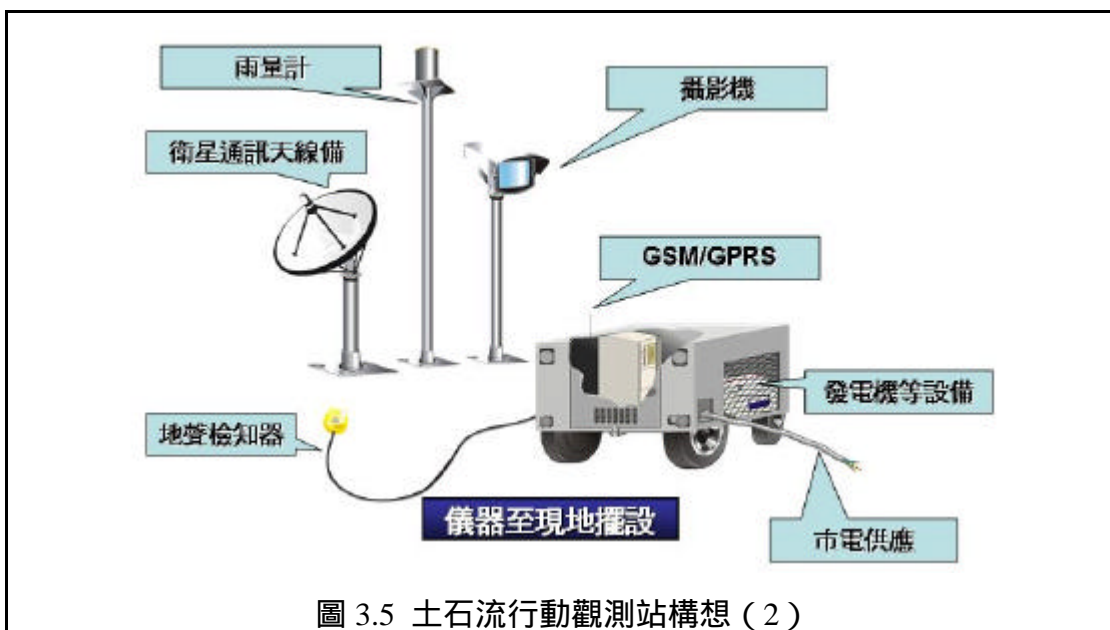 雨量計
攝影機
衛星通訊天線備
GSM/GPRS
發電機等設備
地聲檢知器
儀器至現地擺設
市電供應
圖 3.5 土石流行動觀測站構想（2）